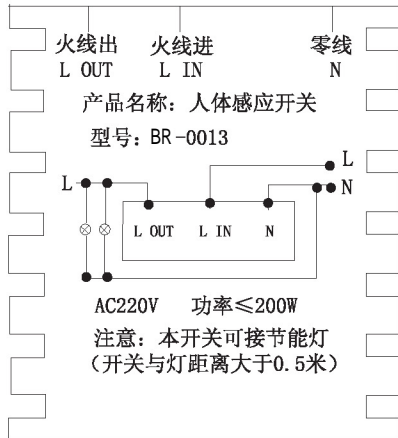 火线出 火线进 零线
L OUT L IN N
产品名称：人体感应开关
型号：BR-0013
L
L
N
L OUT L IN N
AC220V 功率≤200W
注意：本开关可接节能灯
（开关与灯距离大于0.5米）